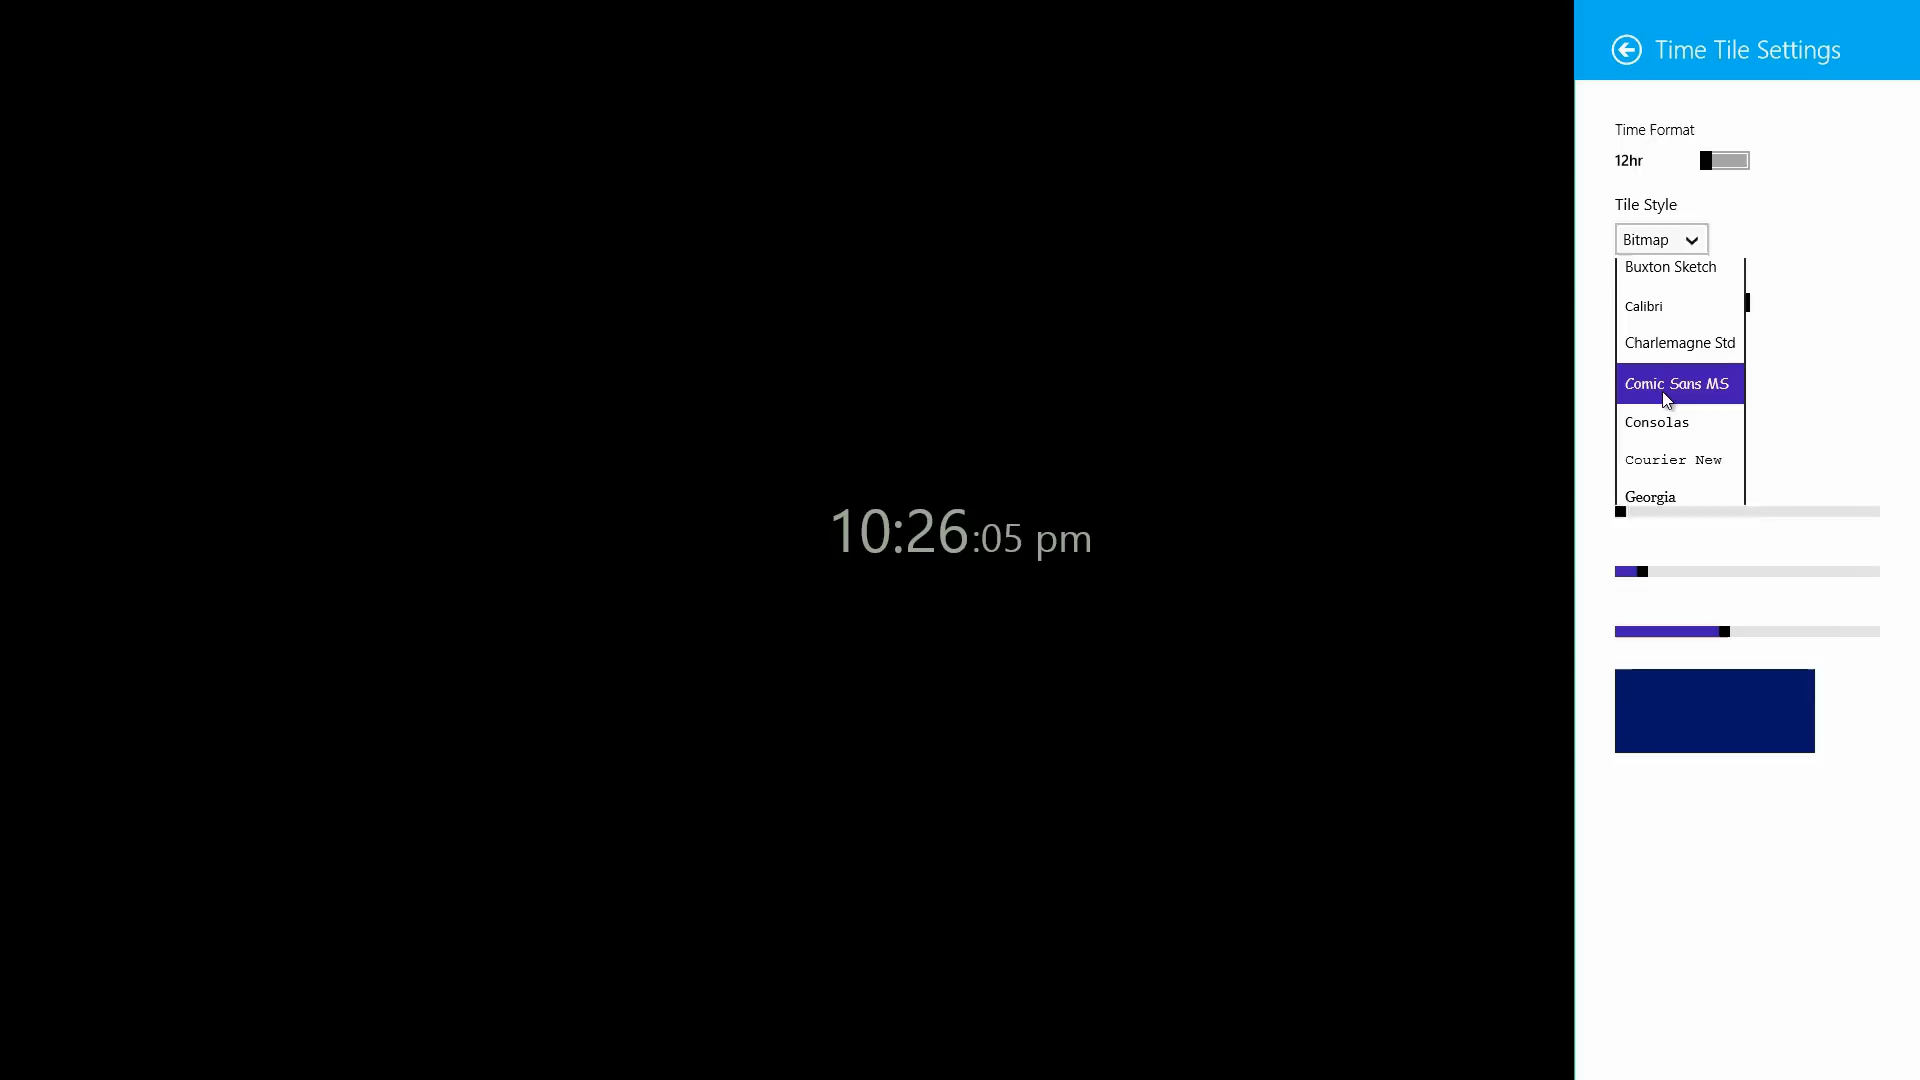 Time Tile Settings
Time Format
12hr
Tile Style
Bitmap
Buxton Sketch
Calibri
Charlemagne Std
Comic Sans MS
Consolas
Courier New
Georgia
10:26:05 pm